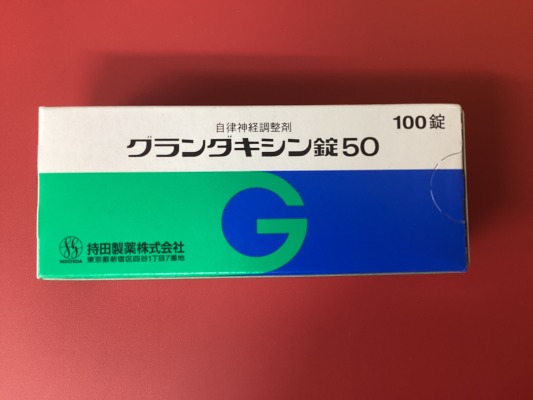 自律神経調整剤
グランダキシン錠50
100錠
G
MOCHIDA
持田製薬株式会社
東京都新宿区四谷1丁目7番地